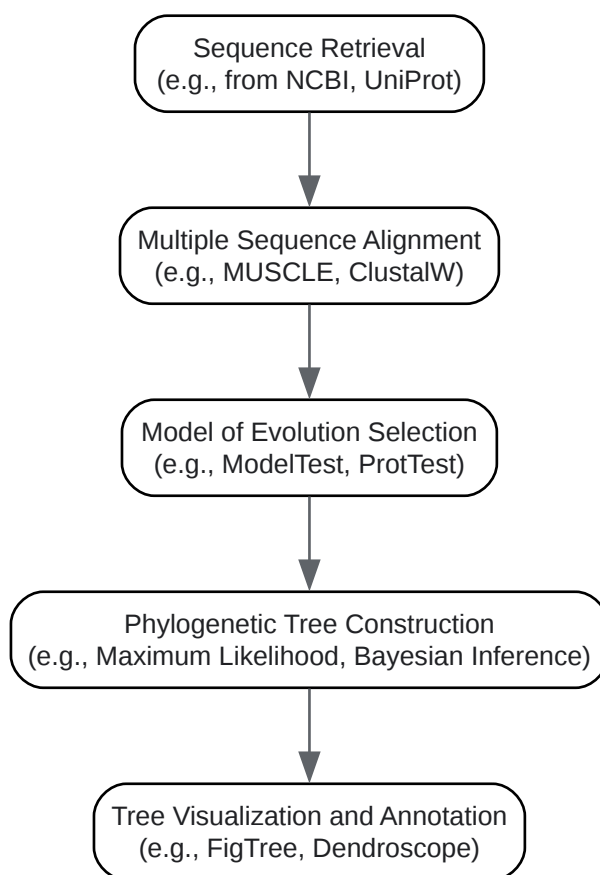 Sequence Retrieval
(e.g., from NCBI, UniProt)
Multiple Sequence Alignment
(e.g., MUSCLE, ClustalW)
Model of Evolution Selection
(e.g., ModelTest, ProtTest)
Phylogenetic Tree Construction
(e.g., Maximum Likelihood, Bayesian Inference)
Tree Visualization and Annotation
(e.g., FigTree, Dendroscope)